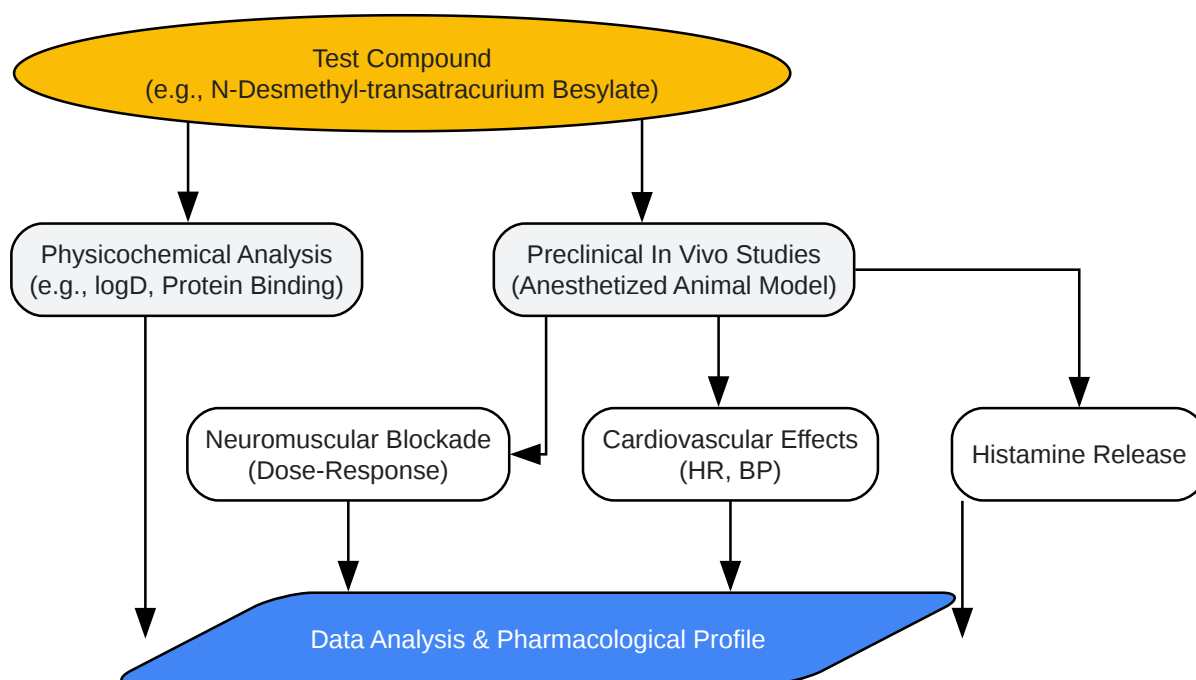 Test Compound
(e.g., N-Desmethyl-transatracurium Besylate)
Physicochemical Analysis
(e.g., logD, Protein Binding)
Preclinical In Vivo Studies
(Anesthetized Animal Model)
Neuromuscular Blockade
(Dose-Response)
Cardiovascular Effects
(HR, BP)
Histamine Release
Data Analysis & Pharmacological Profile